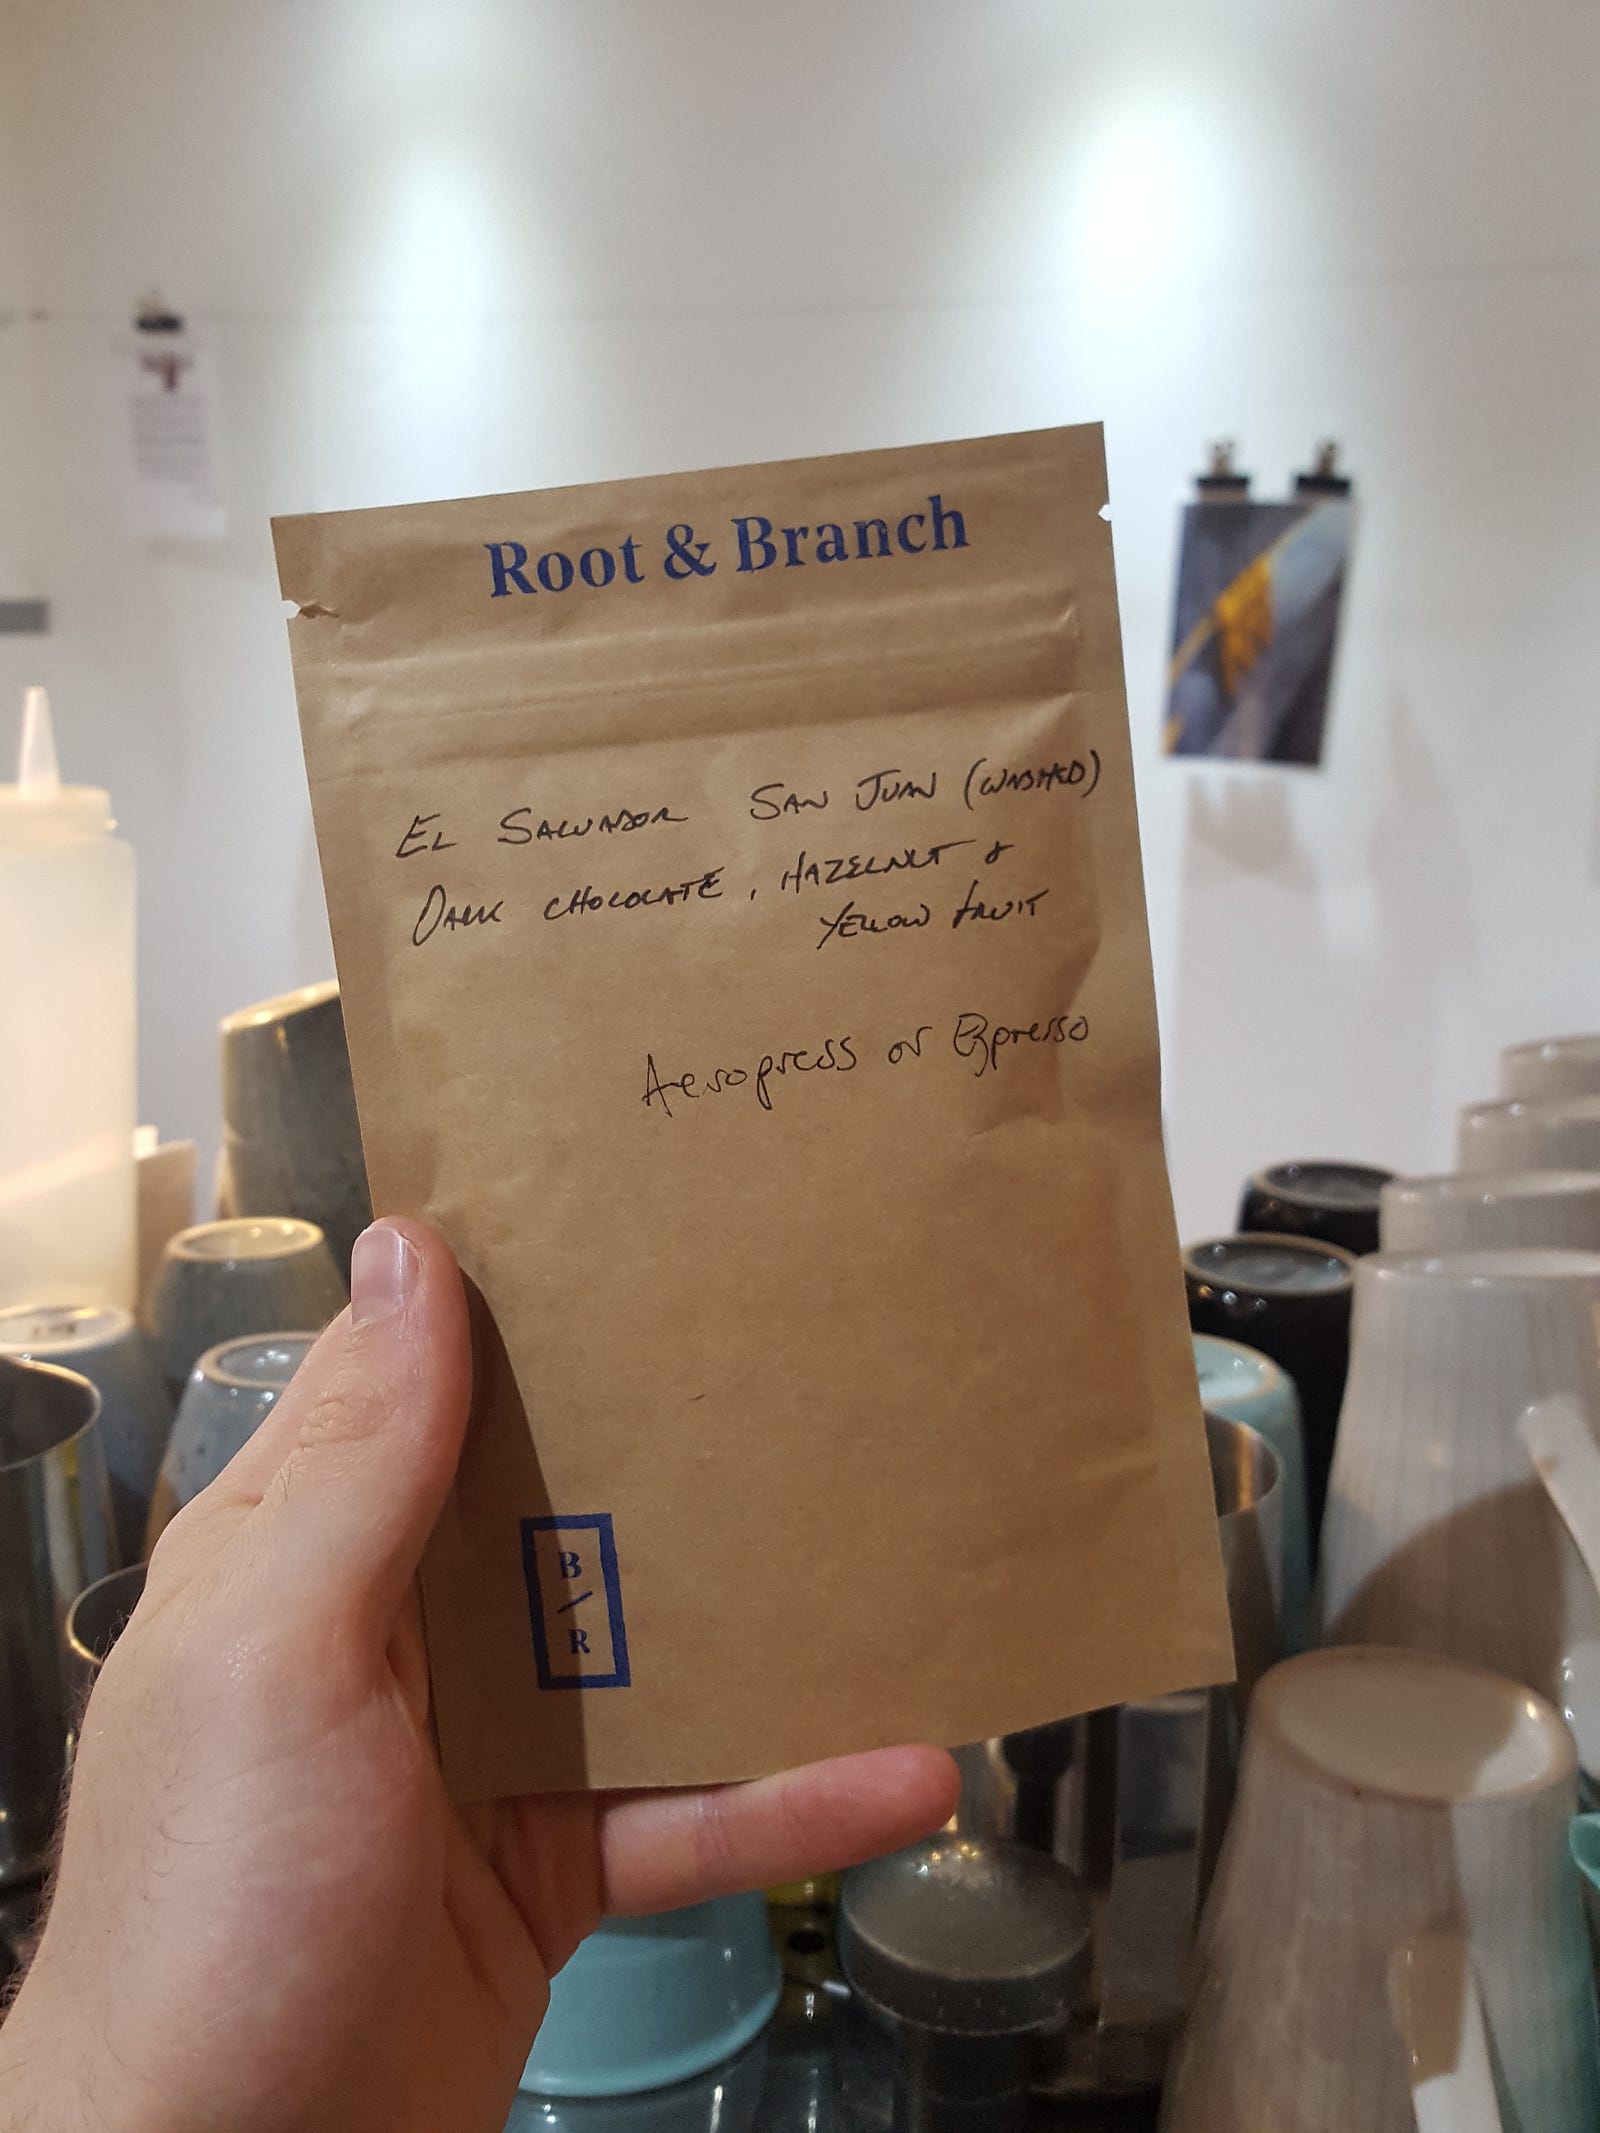 Root & Branch
EL SALVADOR SAN JUAN (WASHED)
DARK CHOCOLATE, HAZELNUT &
YELLOW FRUIT
Aeropress or Espresso
B
/
R